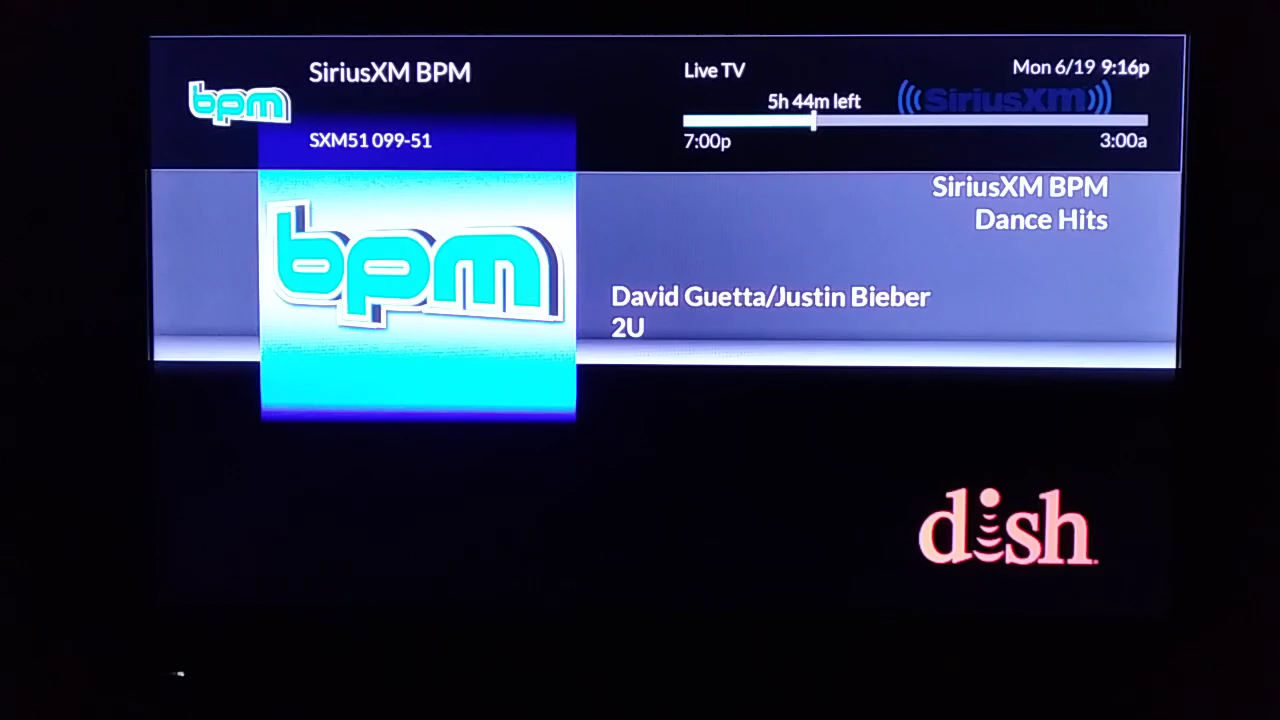 bpm
SiriusXM BPM
SXM51 099-51
Live TV
Mon 6/19 9:16p
5h 44m left
SiriusXM
7:00p
3:00a
bpm
SiriusXM BPM
Dance Hits
David Guetta/Justin Bieber
2U
dish